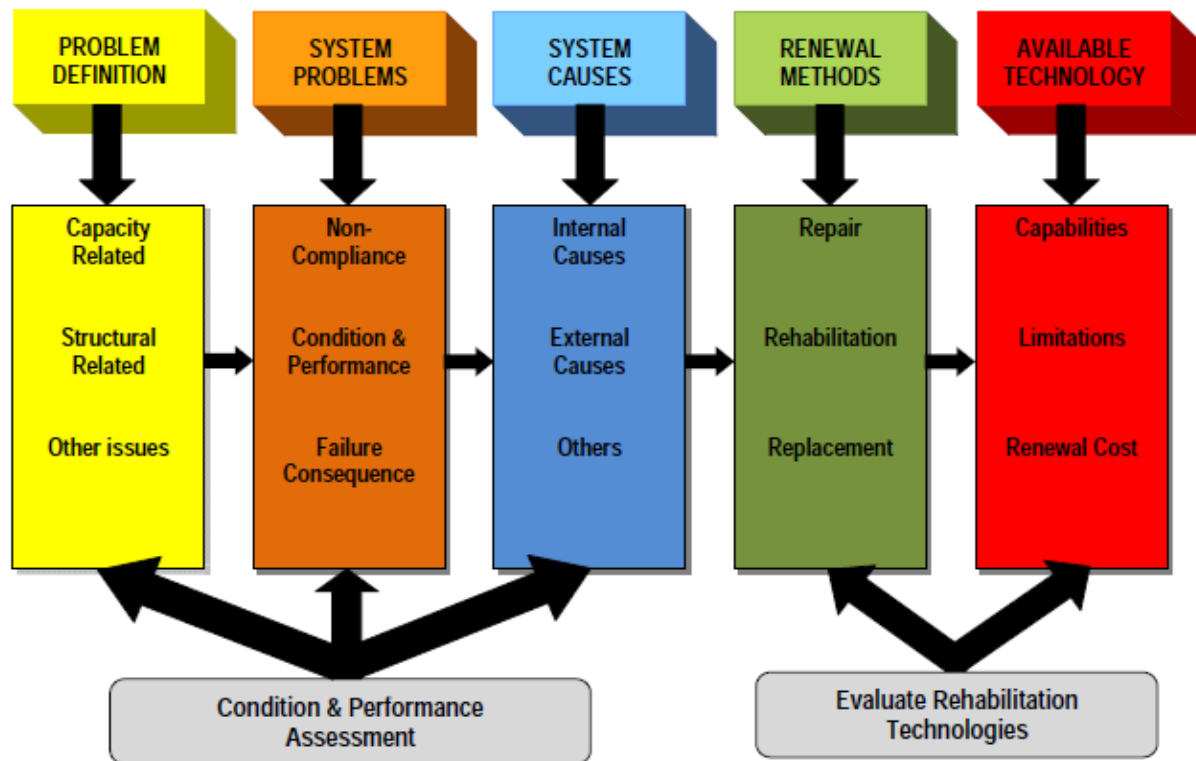 PROBLEM
DEFINITION
SYSTEM
PROBLEMS
SYSTEM
CAUSES
RENEWAL
METHODS
AVAILABLE
TECHNOLOGY
Capacity
Related
Structural
Related
Other issues
Non-
Compliance
Condition &
Performance
Failure
Consequence
Internal
Causes
External
Causes
Others
Repair
Rehabilitation
Replacement
Capabilities
Limitations
Renewal Cost
Condition & Performance
Assessment
Evaluate Rehabilitation
Technologies